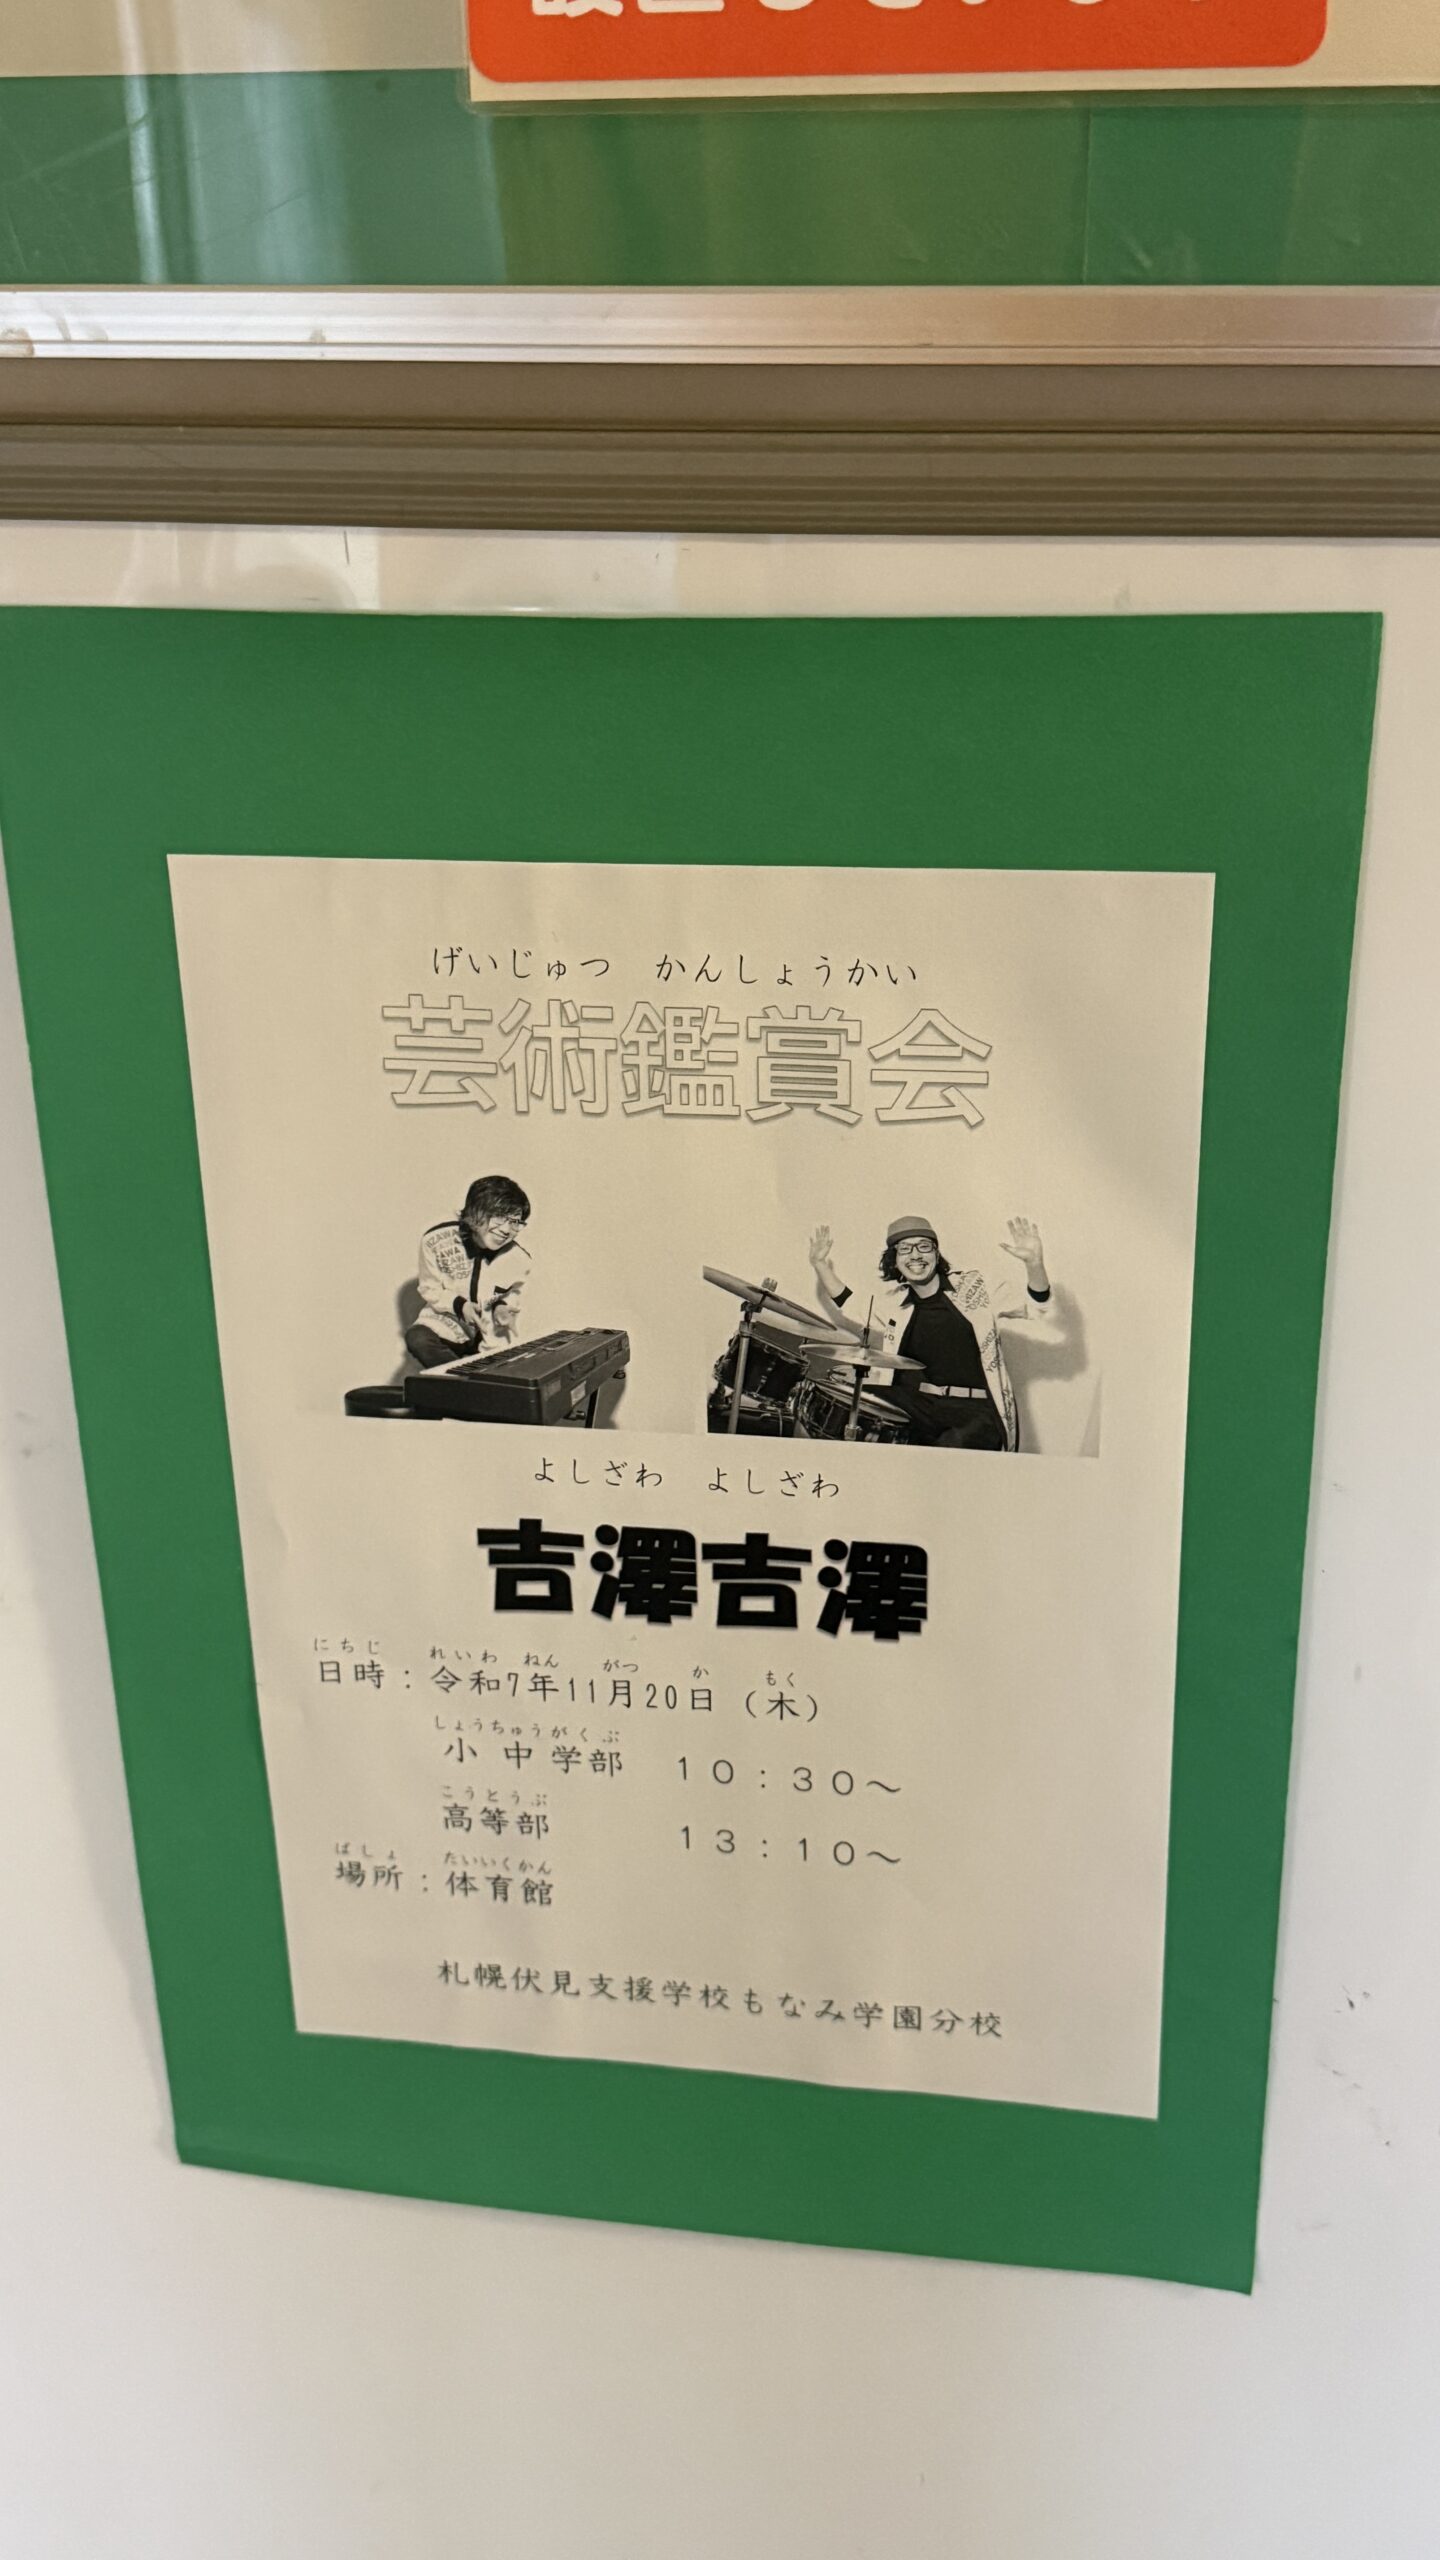 げいじゅつ　かんしょうかい
芸術鑑賞会
よしざわ　よしざわ
吉澤吉澤
にちじ　れいわ　ねん　がつ　か　もく
日時：令和7年11月20日（木）
しょうちゅうがくぶ
小中学部　10：30～
こうとうぶ
高等部　13：10～
ばしょ　たいいくかん
場所：体育館
札幌伏見支援学校もなみ学園分校